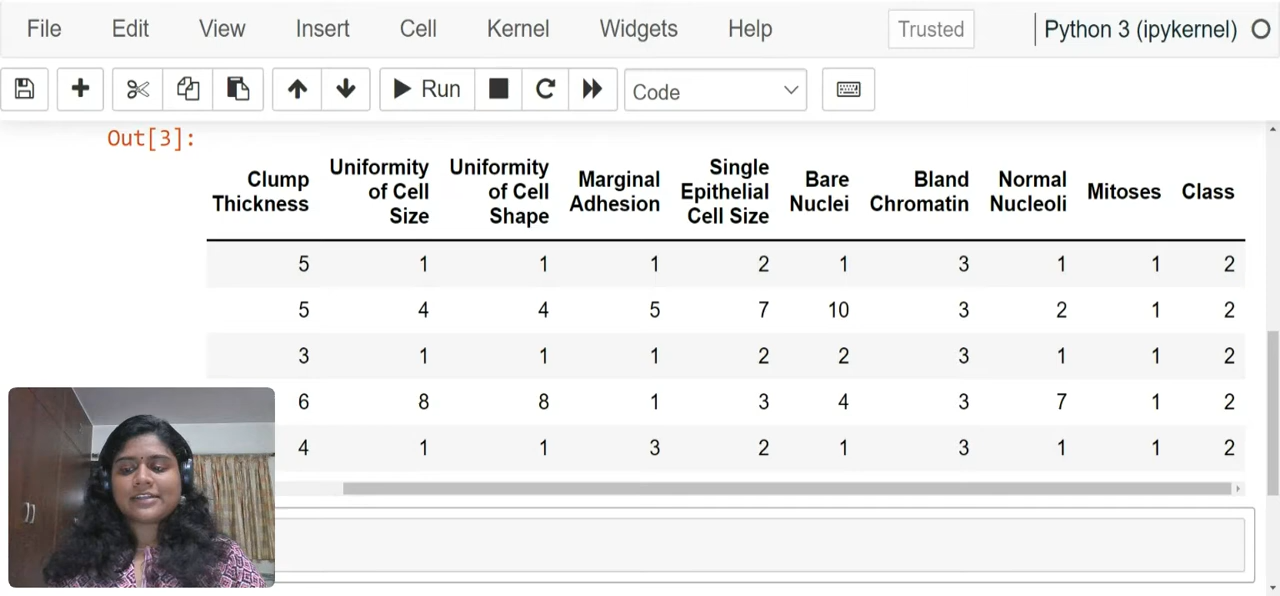 File Edit View Insert Cell Kernel Widgets Help Trusted Python 3 (ipykernel)
Run Code
Out[3]:
Clump Thickness Uniformity of Cell Size Uniformity of Cell Shape Marginal Adhesion Single Epithelial Cell Size Bare Nuclei Bland Chromatin Normal Nucleoli Mitoses Class
5 1 1 1 2 1 3 1 1 2
5 4 4 5 7 10 3 2 1 2
3 1 1 1 2 2 3 1 1 2
6 8 8 1 3 4 3 7 1 2
4 1 1 3 2 1 3 1 1 2